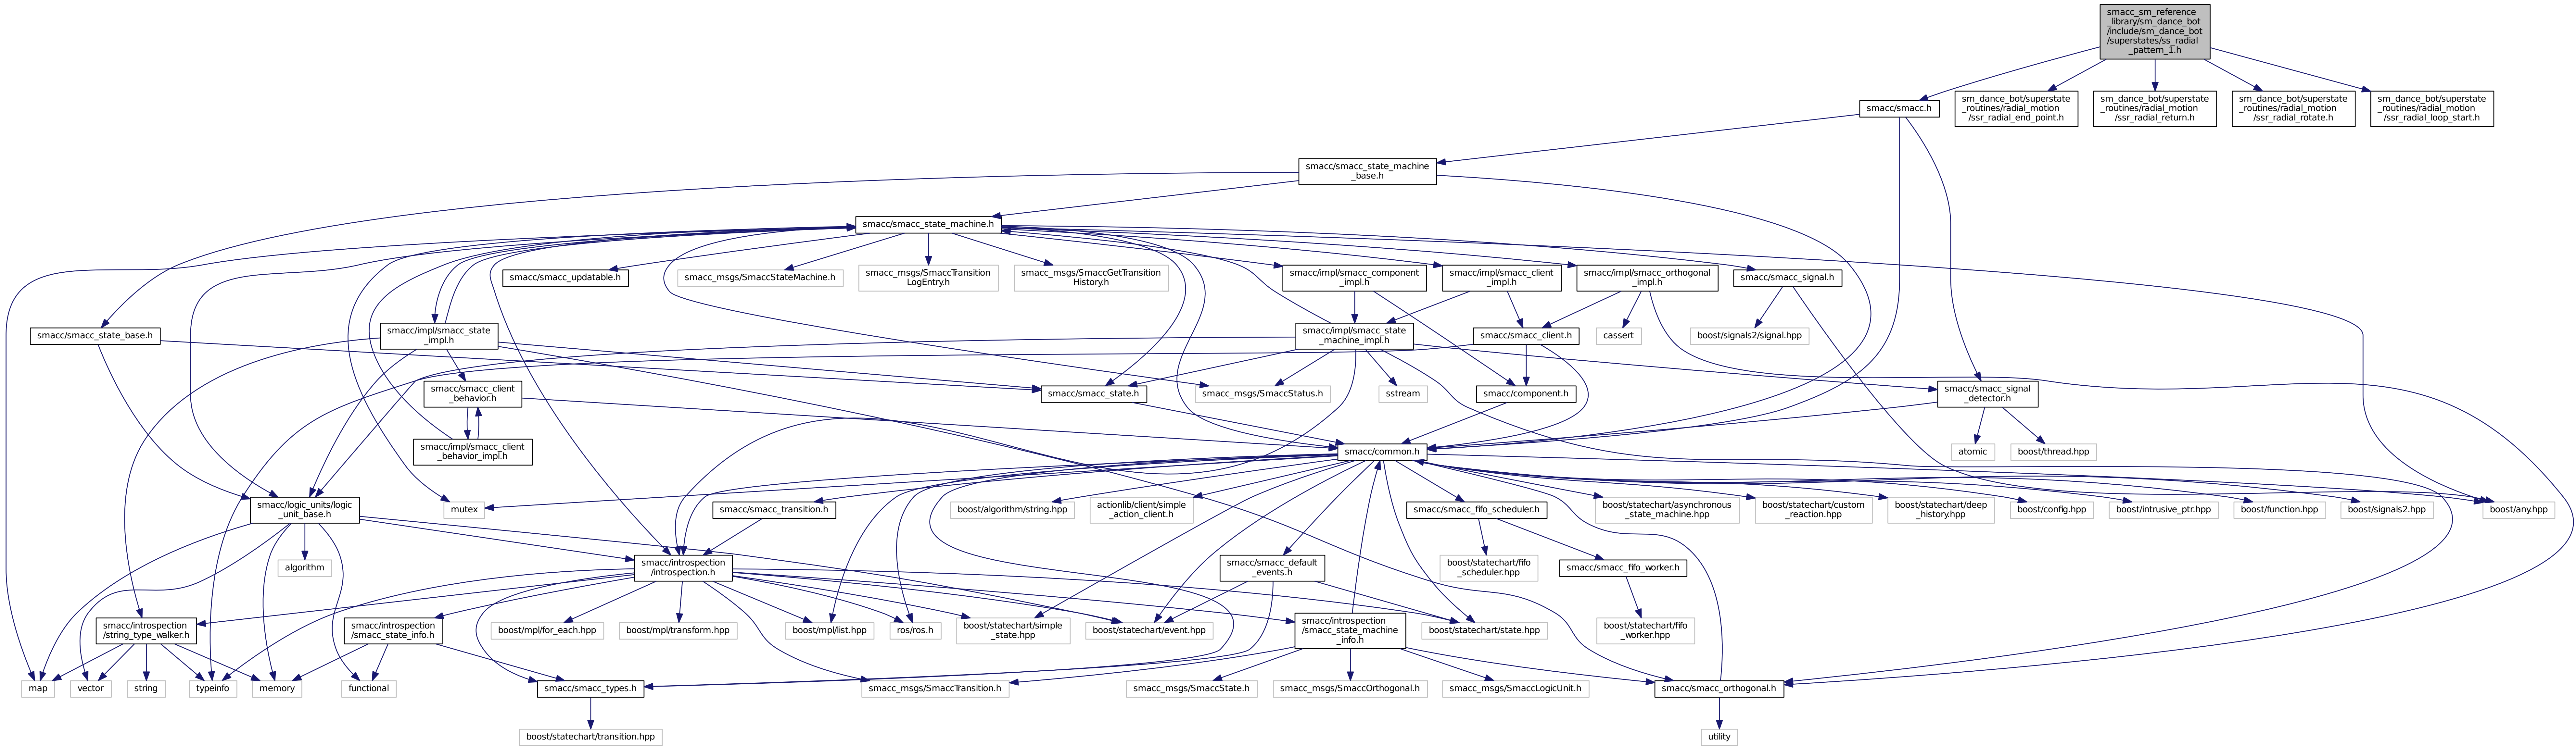 smacc_sm_reference
_library/sm_dance_bot
/include/sm_dance_bot
/superstates/ss_radial
_pattern_1.h
smacc/smacc.h
sm_dance_bot/superstate
_routines/radial_motion
/ssr_radial_end_point.h
sm_dance_bot/superstate
_routines/radial_motion
/ssr_radial_return.h
sm_dance_bot/superstate
_routines/radial_motion
/ssr_radial_rotate.h
sm_dance_bot/superstate
_routines/radial_motion
/ssr_radial_loop_start.h
smacc/smacc_state_machine
_base.h
smacc/smacc_state_machine.h
smacc/smacc_updatable.h
smacc_msgs/SmaccStateMachine.h
smacc_msgs/SmaccTransition
LogEntry.h
smacc_msgs/SmaccGetTransition
History.h
smacc/impl/smacc_component
_impl.h
smacc/impl/smacc_client
_impl.h
smacc/impl/smacc_orthogonal
_impl.h
smacc/smacc_signal.h
smacc/smacc_state_base.h
smacc/impl/smacc_state
_impl.h
smacc/impl/smacc_state
_machine_impl.h
smacc/smacc_client.h
cassert
boost/signals2/signal.hpp
smacc/smacc_client
_behavior.h
smacc/smacc_state.h
smacc_msgs/SmaccStatus.h
sstream
smacc/component.h
smacc/smacc_signal
_detector.h
smacc/impl/smacc_client
_behavior_impl.h
smacc/common.h
atomic
boost/thread.hpp
smacc/logic_units/logic
_unit_base.h
mutex
smacc/smacc_transition.h
boost/algorithm/string.hpp
actionlib/client/simple
_action_client.h
smacc/smacc_fifo_scheduler.h
boost/statechart/asynchronous
_state_machine.hpp
boost/statechart/custom
_reaction.hpp
boost/statechart/deep
_history.hpp
boost/config.hpp
boost/intrusive_ptr.hpp
boost/function.hpp
boost/signals2.hpp
boost/any.hpp
algorithm
smacc/introspection
/introspection.h
smacc/smacc_default
_events.h
boost/statechart/fifo
_scheduler.hpp
smacc/smacc_fifo_worker.h
smacc/introspection
/string_type_walker.h
smacc/introspection
/smacc_state_info.h
boost/mpl/for_each.hpp
boost/mpl/transform.hpp
boost/mpl/list.hpp
ros/ros.h
boost/statechart/simple
_state.hpp
boost/statechart/event.hpp
smacc/introspection
/smacc_state_machine
_info.h
boost/statechart/state.hpp
boost/statechart/fifo
_worker.hpp
map
vector
string
typeinfo
memory
functional
smacc/smacc_types.h
smacc_msgs/SmaccTransition.h
smacc_msgs/SmaccState.h
smacc_msgs/SmaccOrthogonal.h
smacc_msgs/SmaccLogicUnit.h
smacc/smacc_orthogonal.h
boost/statechart/transition.hpp
utility